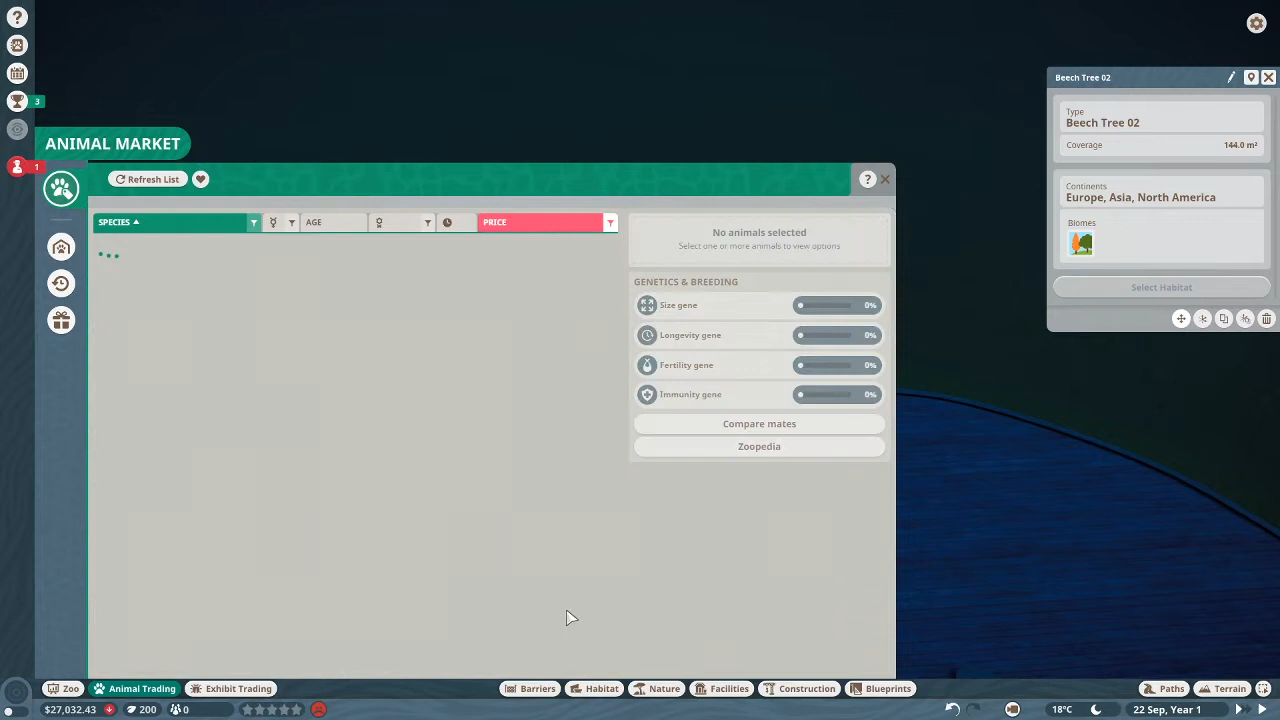 3
1
ANIMAL MARKET
Refresh List
?
SPECIES
AGE
PRICE
No animals selected
Select one or more animals to view options
GENETICS & BREEDING
Size gene 0%
Longevity gene 0%
Fertility gene 0%
Immunity gene 0%
Compare mates
Zoopedia
Beech Tree 02
Type
Beech Tree 02
Coverage 144.0 m²
Continents
Europe, Asia, North America
Biomes
Select Habitat
Zoo
Animal Trading
Exhibit Trading
Barriers
Habitat
Nature
Facilities
Construction
Blueprints
Paths
Terrain
$27,032.43
200
0
18°C
22 Sep, Year 1